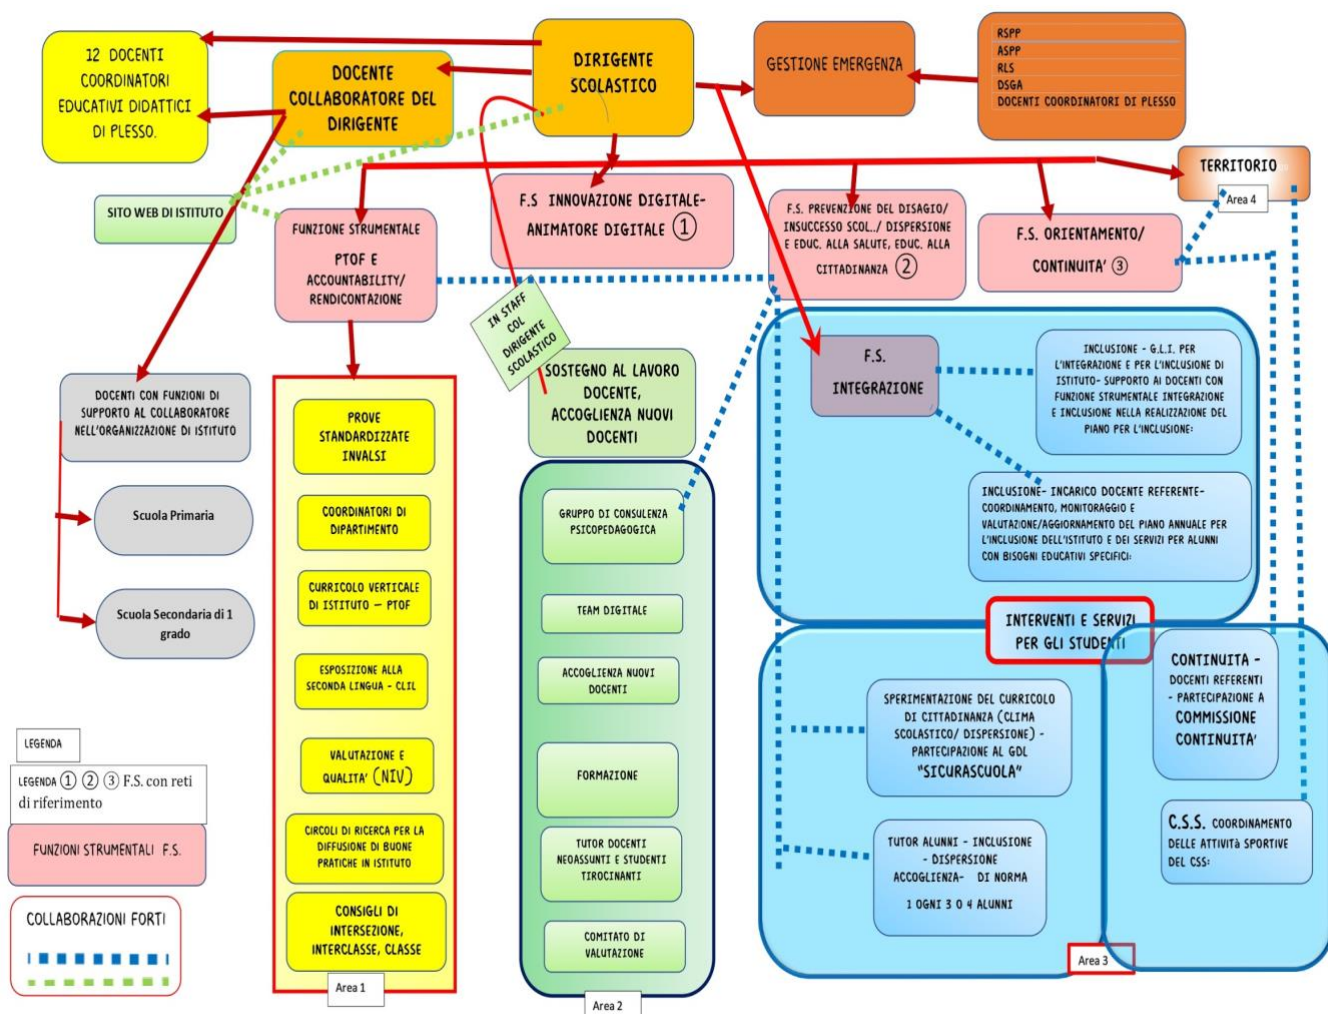 12 DOCENTI
COORDINATORI
EDUCATIVI DIDATTICI
DI PLESSO.
DOCENTE
COLLABORATORE DEL
DIRIGENTE
DIRIGENTE
SCOLASTICO
GESTIONE EMERGENZA
RSPP
ASPP
RLS
DSGA
DOCENTI COORDINATORI DI PLESSO
TERRITORIO
Area 4
SITO WEB DI ISTITUTO
FUNZIONE STRUMENTALE
PTOF E
ACCOUNTABILITY/
RENDICONTAZIONE
F.S INNOVAZIONE DIGITALE-
ANIMATORE DIGITALE ①
F.S. PREVENZIONE DEL DISAGIO/
INSUCCESSO SCOL../ DISPERSIONE
E EDUC. ALLA SALUTE, EDUC. ALLA
CITTADINANZA ②
F.S. ORIENTAMENTO/
CONTINUITA' ③
IN STAFF
COL
DIRIGENTE
SCOLASTICO
SOSTEGNO AL LAVORO
DOCENTE,
ACCOGLIENZA NUOVI
DOCENTI
F.S.
INTEGRAZIONE
INCLUSIONE - G.L.I. PER
L'INTEGRAZIONE E PER L'INCLUSIONE DI
ISTITUTO- SUPPORTO AI DOCENTI CON
FUNZIONE STRUMENTALE INTEGRAZIONE
E INCLUSIONE NELLA REALIZZAZIONE DEL
PIANO PER L'INCLUSIONE:
INCLUSIONE- INCARICO DOCENTE REFERENTE-
COORDINAMENTO, MONITORAGGIO E
VALUTAZIONE/AGGIORNAMENTO DEL PIANO ANNUALE PER
L'INCLUSIONE DELL'ISTITUTO E DEI SERVIZI PER ALUNNI
CON BISOGNI EDUCATIVI SPECIFICI:
DOCENTI CON FUNZIONI DI
SUPPORTO AL COLLABORATORE
NELL'ORGANIZZAZIONE DI ISTITUTO
Scuola Primaria
Scuola Secondaria di 1
grado
PROVE
STANDARDIZZATE
INVALSI
COORDINATORI DI
DIPARTIMENTO
CURRICOLO VERTICALE
DI ISTITUTO – PTOF
ESPOSIZIONE ALLA
SECONDA LINGUA - CLIL
VALUTAZIONE E
QUALITA' (NIV)
CIRCOLI DI RICERCA PER LA
DIFFUSIONE DI BUONE
PRATICHE IN ISTITUTO
CONSIGLI DI
INTERSEZIONE,
INTERCLASSE, CLASSE
Area 1
GRUPPO DI CONSULENZA
PSICOPEDAGOGICA
TEAM DIGITALE
ACCOGLIENZA NUOVI
DOCENTI
FORMAZIONE
TUTOR DOCENTI
NEOASSUNTI E STUDENTI
TIROCINANTI
COMITATO DI
VALUTAZIONE
Area 2
INTERVENTI E SERVIZI
PER GLI STUDENTI
SPERIMENTAZIONE DEL CURRICOLO
DI CITTADINANZA (CLIMA
SCOLASTICO/ DISPERSIONE) -
PARTECIPAZIONE AL GDL
"SICURASCUOLA"
TUTOR ALUNNI - INCLUSIONE
- DISPERSIONE
ACCOGLIENZA- DI NORMA
1 OGNI 3 O 4 ALUNNI
CONTINUITA -
DOCENTI REFERENTI
- PARTECIPAZIONE A
COMMISSIONE
CONTINUITA'
C.S.S. COORDINAMENTO
DELLE ATTIVITà SPORTIVE
DEL CSS:
Area 3
LEGENDA
LEGENDA ① ② ③ F.S. con reti
di riferimento
FUNZIONI STRUMENTALI F.S.
COLLABORAZIONI FORTI